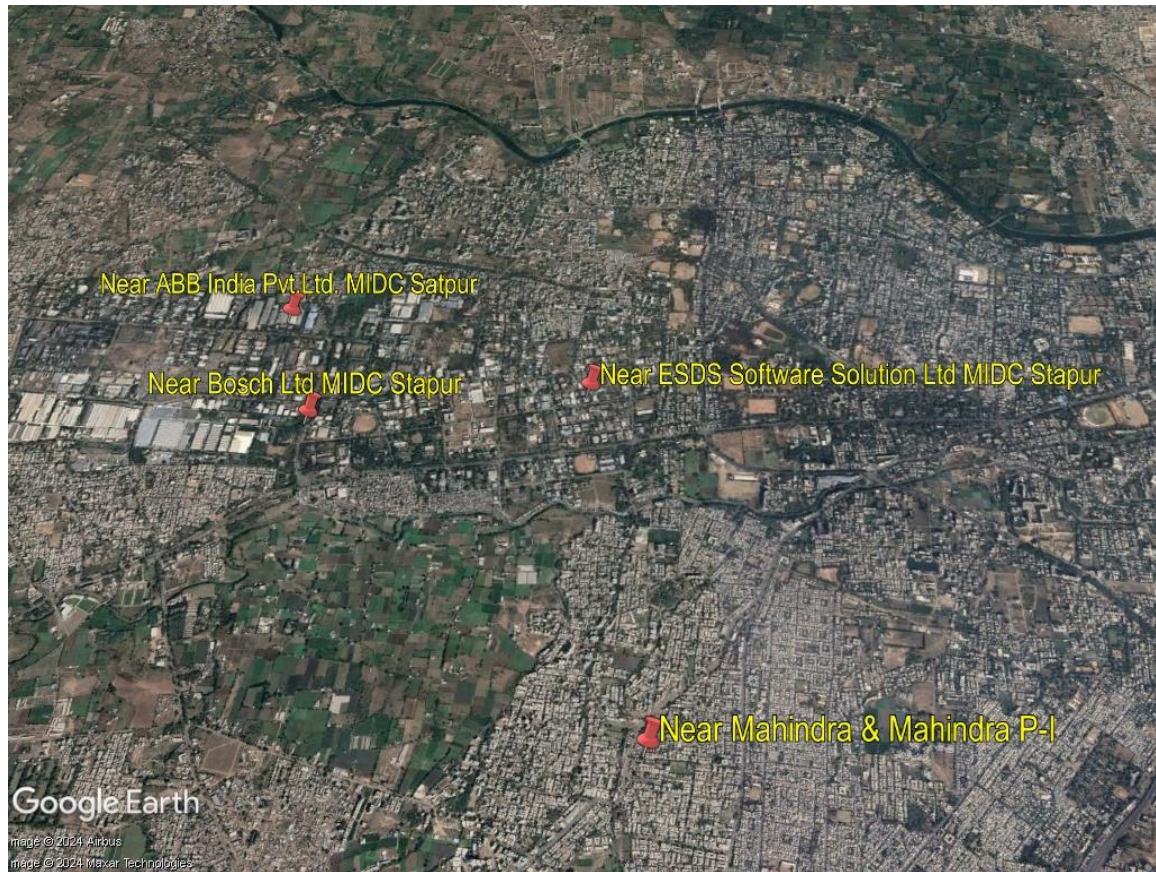 Near ABB India Pvt.Ltd. MIDC Satpur
Near Bosch Ltd MIDC Stapur
Near ESDS Software Solution Ltd MIDC Stapur
Near Mahindra & Mahindra P-I
Google Earth
mage © 2024 Airbus
mage © 2024 Maxar Technologies